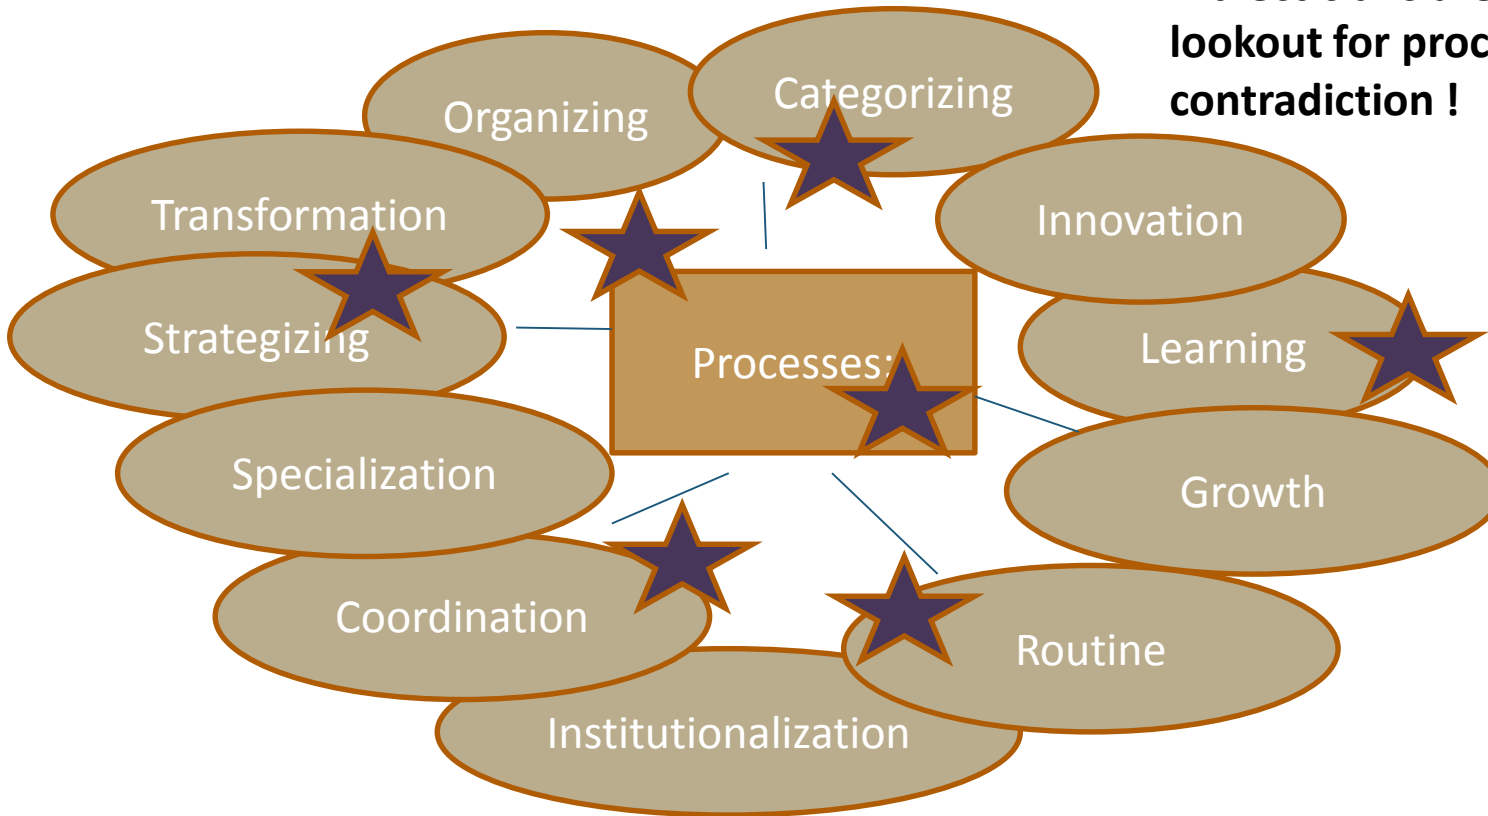 lookout for proc
contradiction !
Categorizing
Organizing
Transformation
Innovation
Strategizing
Learning
Processes:
Specialization
Growth
Coordination
Routine
Institutionalization